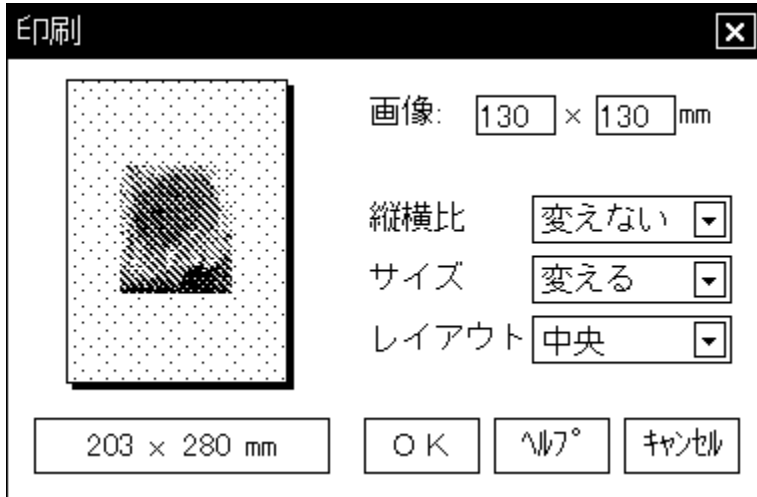 印刷
画像: 130 × 130 mm
縦横比 変えない
サイズ 変える
レイアウト 中央
203 × 280 mm ＯＫ ﾍﾙﾌﾟ ｷｬﾝｾﾙ